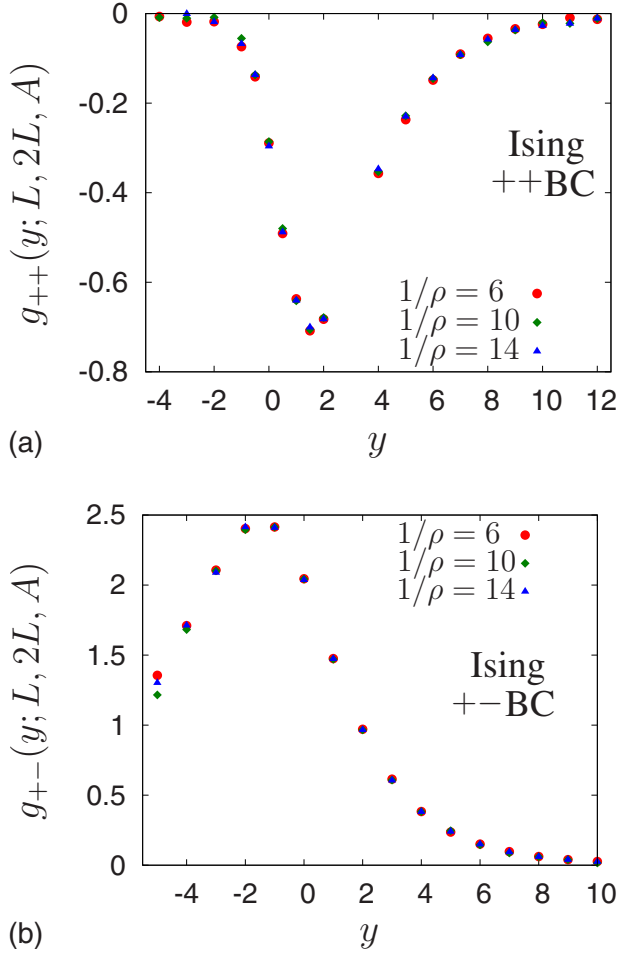 0
-0.2
-0.4
-0.6
-0.8
g++(y; L, 2L, A)
Ising
++BC
1/ρ = 6
1/ρ = 10
1/ρ = 14
-4 -2 0 2 4 6 8 10 12
(a)
y
2.5
2
1.5
1
0.5
0
g+−(y; L, 2L, A)
1/ρ = 6
1/ρ = 10
1/ρ = 14
Ising
+−BC
-4 -2 0 2 4 6 8 10
(b)
y